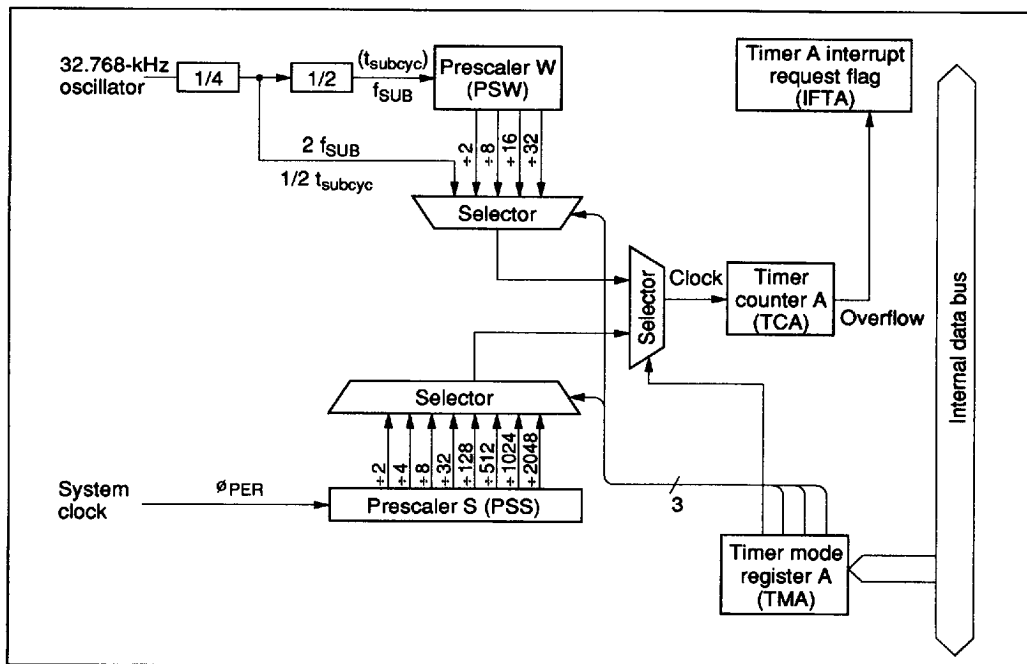 32.768-kHz
oscillator
1/4
1/2
(tsubcyc)
fSUB
Prescaler W
(PSW)
Timer A interrupt
request flag
(IFTA)
2 fSUB
1/2 tsubcyc
÷2
÷8
÷16
÷32
Selector
Selector
Clock
Timer
counter A
(TCA)
Overflow
Internal data bus
Selector
÷2
÷4
÷8
÷32
÷128
÷512
÷1024
÷2048
System
clock
øPER
Prescaler S (PSS)
3
Timer mode
register A
(TMA)